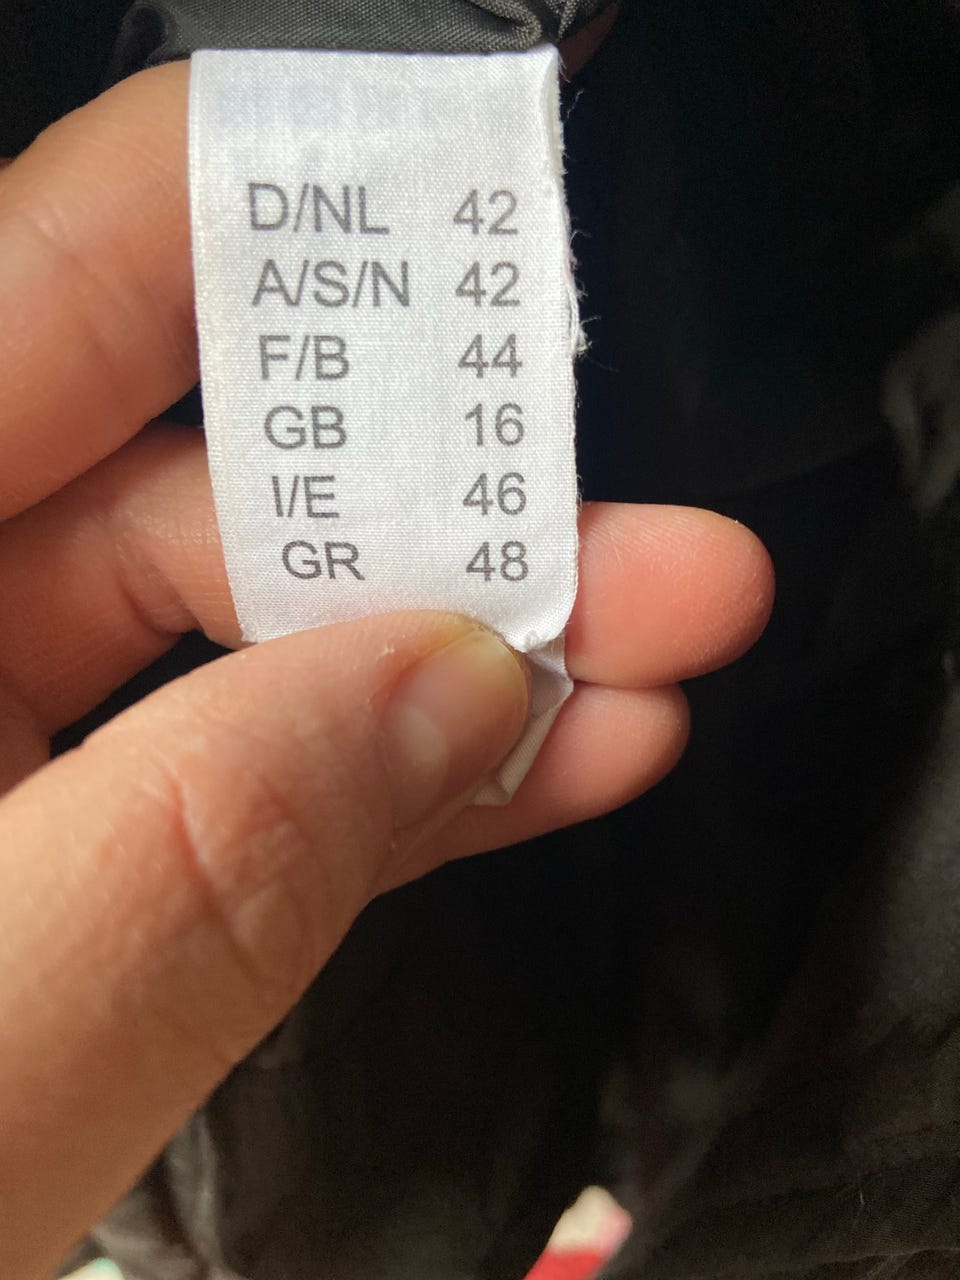 D/NL 42
A/S/N 42
F/B 44
GB 16
I/E 46
GR 48